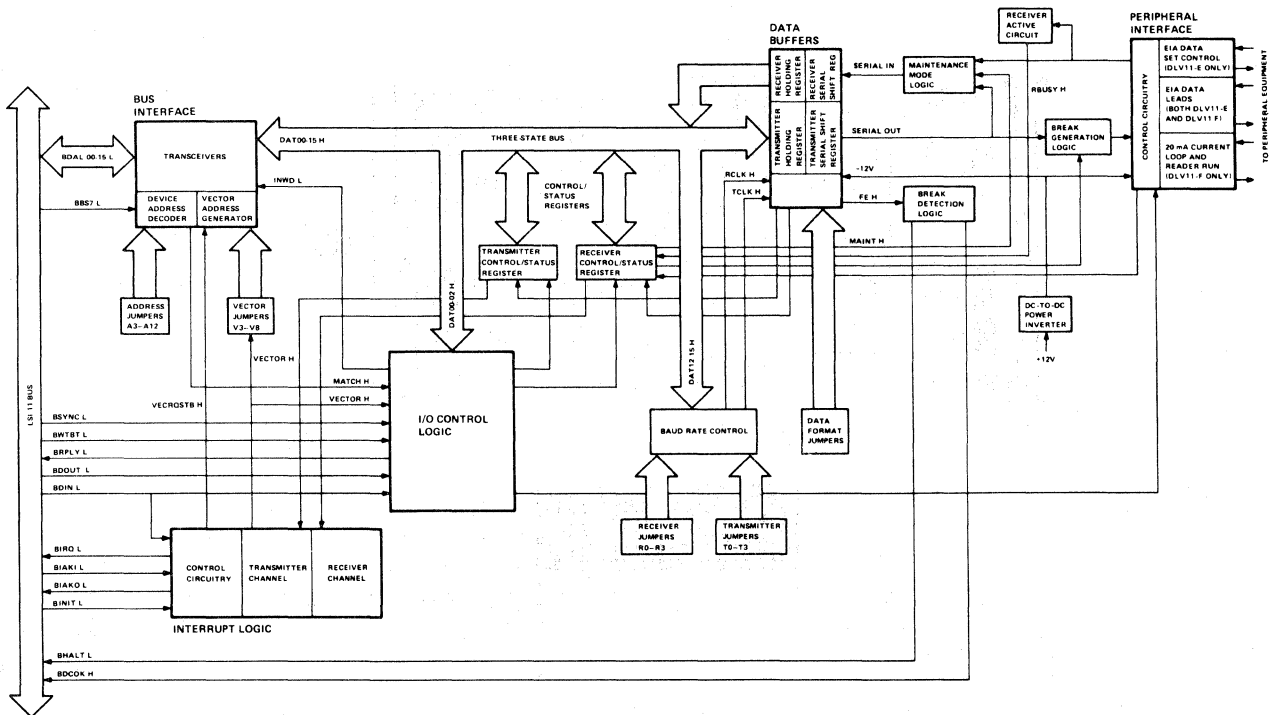 RECEIVER
ACTIVE
CIRCUIT
PERIPHERAL
INTERFACE
DATA
BUFFERS
RECEIVER
HOLDING
REGISTER
RECEIVER
SERIAL
SHIFT REG
TRANSMITTER
HOLDING
REGISTER
TRANSMITTER
SERIAL SHIFT
REGISTER
SERIAL IN
MAINTENANCE
MODE
LOGIC
RBUSY H
CONTROL CIRCUITRY
EIA DATA
SET CONTROL
(DLV11-E ONLY)
EIA DATA
LEADS
(BOTH DLV11-E
AND DLV11 F)
20 mA CURRENT
LOOP AND
READER RUN
(DLV11-F ONLY)
TO PERIPHERAL EQUIPMENT
BUS
INTERFACE
TRANSCEIVERS
DEVICE
ADDRESS
DECODER
VECTOR
ADDRESS
GENERATOR
DAT00-15 H
THREE-STATE BUS
SERIAL OUT
BREAK
GENERATION
LOGIC
BDAL 00-15 L
INWD L
BBS7 L
CONTROL/
STATUS
REGISTERS
RCLK H
TCLK H
-12V
FE H
BREAK
DETECTION
LOGIC
MAINT H
TRANSMITTER
CONTROL/STATUS
REGISTER
RECEIVER
CONTROL/STATUS
REGISTER
ADDRESS
JUMPERS
A3-A12
VECTOR
JUMPERS
V3-V8
DAT00-02 H
DAT12 15 H
DC-TO-DC
POWER
INVERTER
+12V
VECTOR H
MATCH H
VECRQSTB H
VECTOR H
I/O CONTROL
LOGIC
LSI 11 BUS
BSYNC L
BWTBT L
BRPLY L
BDOUT L
BDIN L
BAUD RATE CONTROL
DATA
FORMAT
JUMPERS
RECEIVER
JUMPERS
R0-R3
TRANSMITTER
JUMPERS
T0-T3
BIRQ L
BIAKI L
BIAKO L
BINIT L
CONTROL
CIRCUITRY
TRANSMITTER
CHANNEL
RECEIVER
CHANNEL
INTERRUPT LOGIC
BHALT L
BDCOK H